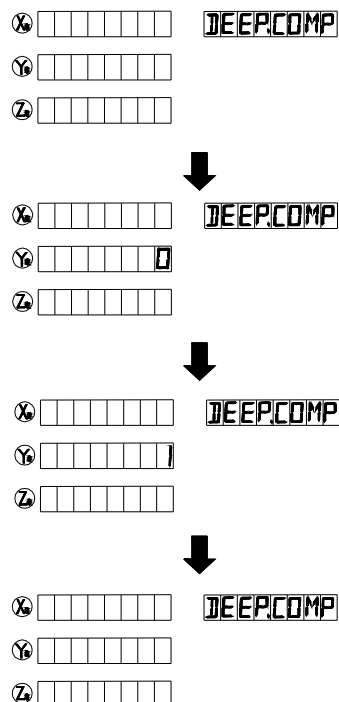 X₀ DEEP.COMP
Y₀
Z₀
X₀ DEEP.COMP
Y₀ 0
Z₀
X₀ DEEP.COMP
Y₀ 1
Z₀
X₀ DEEP.COMP
Y₀
Z₀